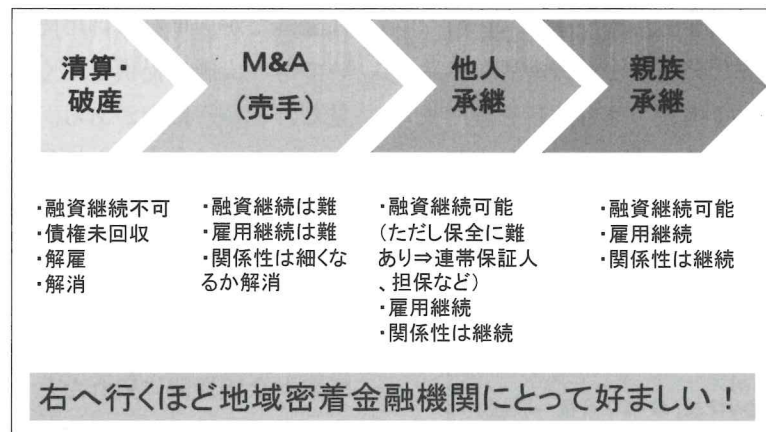 清算・
破産
M&A
(売手)
他人
承継
親族
承継
・融資継続不可
・債権未回収
・解雇
・解消
・融資継続は難
・雇用継続は難
・関係性は細くな
るか解消
・融資継続可能
(ただし保全に難
あり⇒連帯保証人
、担保など)
・雇用継続
・関係性は継続
・融資継続可能
・雇用継続
・関係性は継続
右へ行くほど地域密着金融機関にとって好ましい！